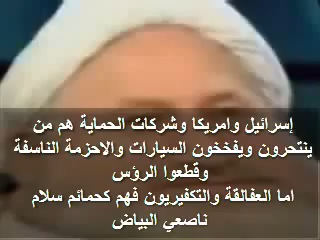 إسرائيل وامريكا وشركات الحماية هم من
ينتحرون ويفخخون السيارات والاحزمة الناسفة
وقطعوا الرؤس
اما العفالقة والتكفيريون فهم كحمائم سلام
ناصعي البياض